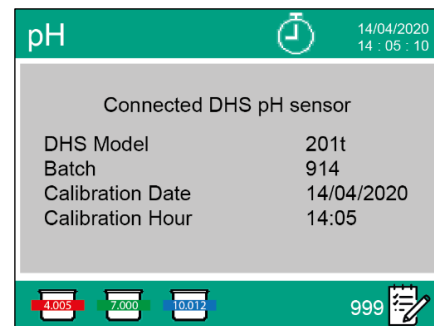 pH
14/04/2020
14 : 05 : 10
Connected DHS pH sensor
DHS Model 201t
Batch 914
Calibration Date 14/04/2020
Calibration Hour 14:05
4.005 7.000 10.012 999